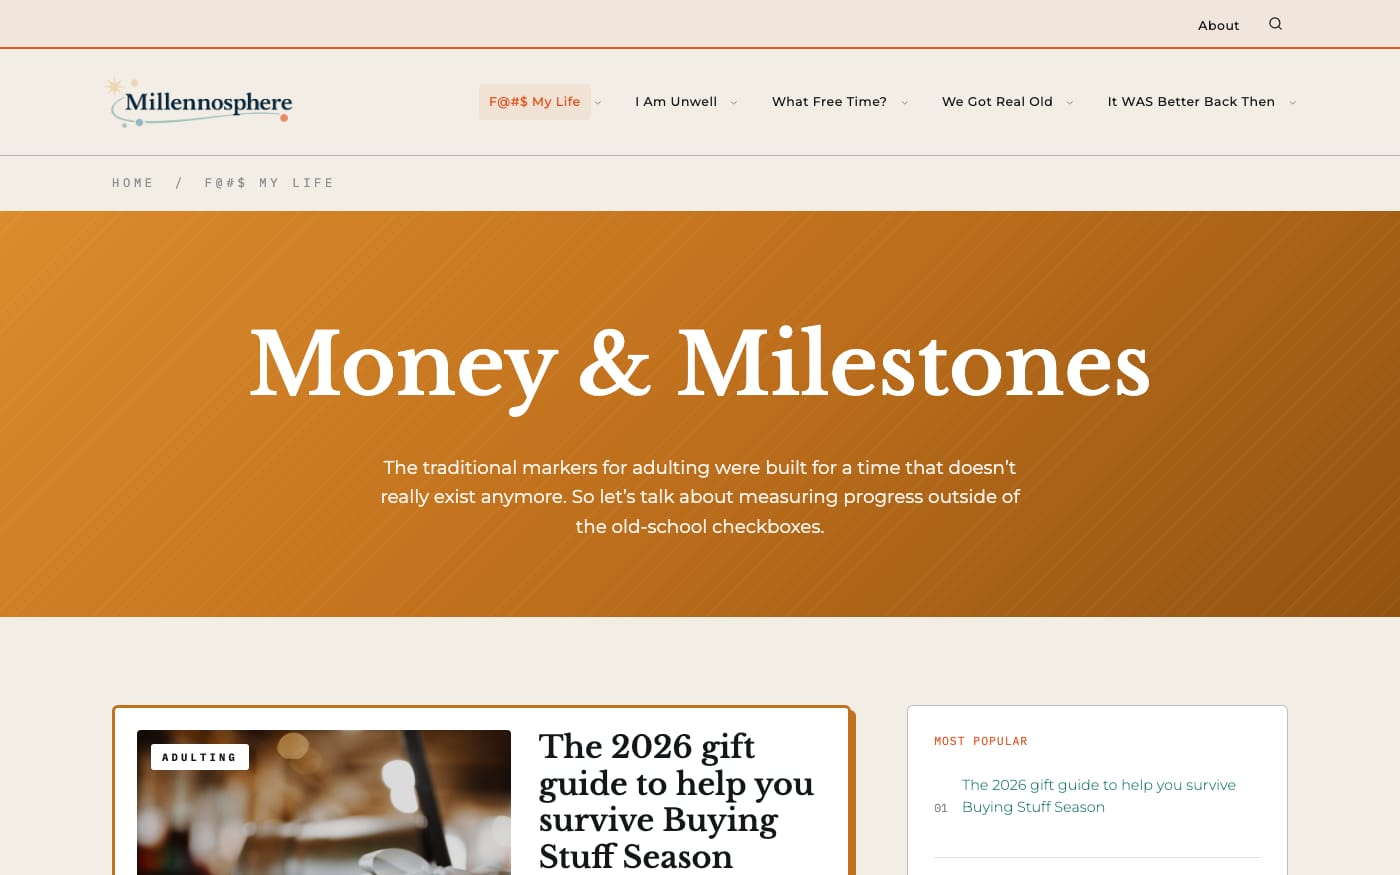 About
Millennosphere
F@#$ My Life
I Am Unwell
What Free Time?
We Got Real Old
It WAS Better Back Then
HOME / F@#$ MY LIFE
Money & Milestones
The traditional markers for adulting were built for a time that doesn’t
really exist anymore. So let’s talk about measuring progress outside of
the old-school checkboxes.
ADULTING
The 2026 gift
guide to help you
survive Buying
Stuff Season
MOST POPULAR
01
The 2026 gift guide to help you survive
Buying Stuff Season